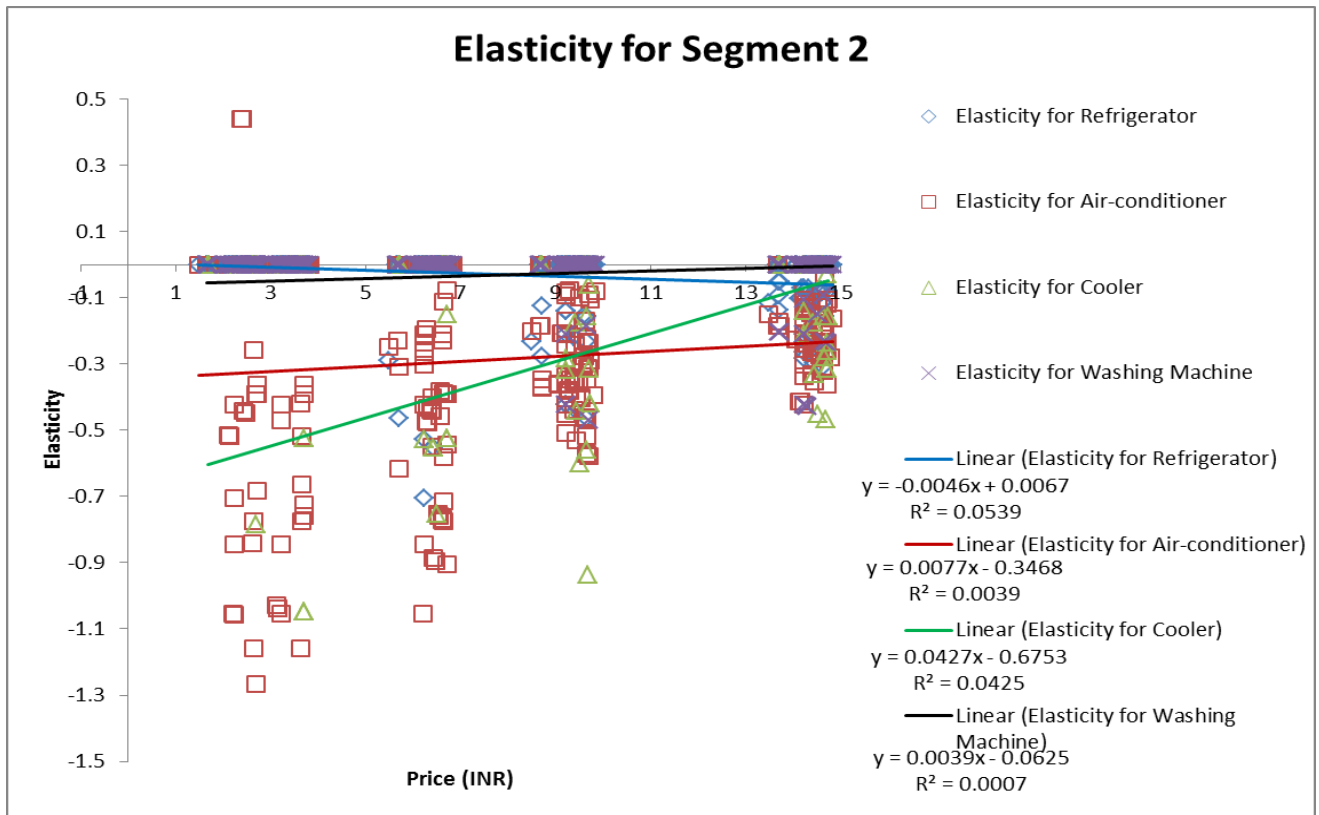 Elasticity for Segment 2
0.5
0.3
0.1
-0.1
-0.3
-0.5
-0.7
-0.9
-1.1
-1.3
-1.5
Elasticity
-1 1 3 5 7 9 11 13 15
Price (INR)
Elasticity for Refrigerator
Elasticity for Air-conditioner
Elasticity for Cooler
Elasticity for Washing Machine
Linear (Elasticity for Refrigerator)
y = -0.0046x + 0.0067
R² = 0.0539
Linear (Elasticity for Air-conditioner)
y = 0.0077x - 0.3468
R² = 0.0039
Linear (Elasticity for Cooler)
y = 0.0427x - 0.6753
R² = 0.0425
Linear (Elasticity for Washing
Machine)
y = 0.0039x - 0.0625
R² = 0.0007